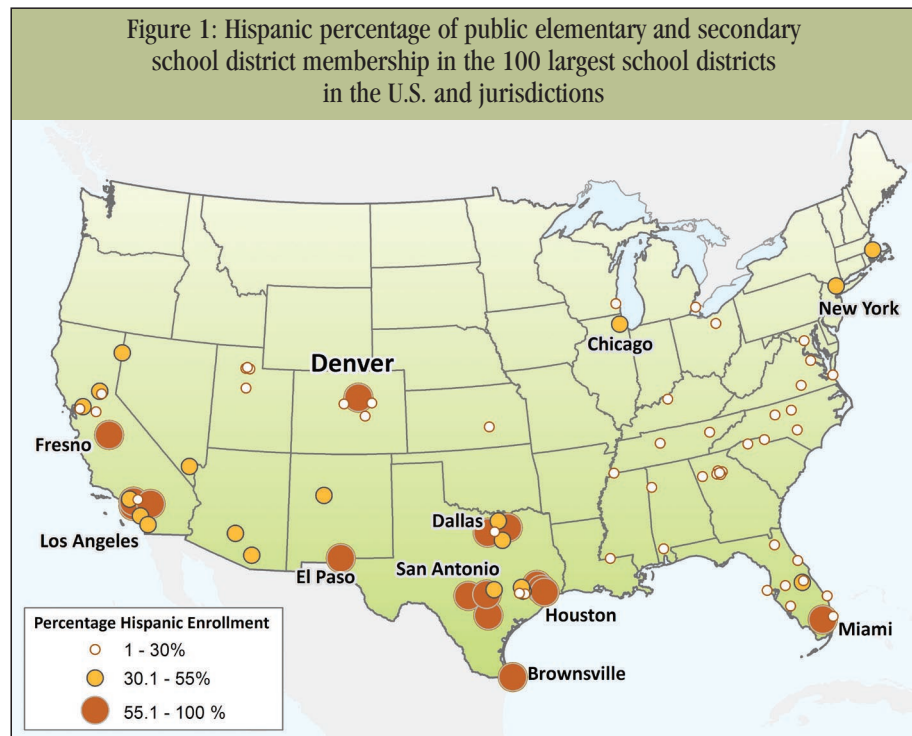 Figure 1: Hispanic percentage of public elementary and secondary
school district membership in the 100 largest school districts
in the U.S. and jurisdictions
New York
Chicago
Denver
Fresno
Los Angeles
Dallas
El Paso
San Antonio
Houston
Miami
Brownsville
Percentage Hispanic Enrollment
1 - 30%
30.1 - 55%
55.1 - 100 %